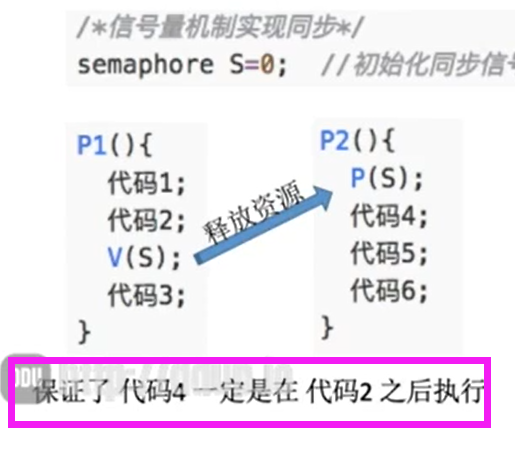 /*信号量机制实现同步*/
semaphore S=0; //初始化同步信号
P1(){
代码1;
代码2;
V(S);
代码3;
}
释放资源
P2(){
P(S);
代码4;
代码5;
代码6;
}
保证了 代码4 一定是在 代码2 之后执行